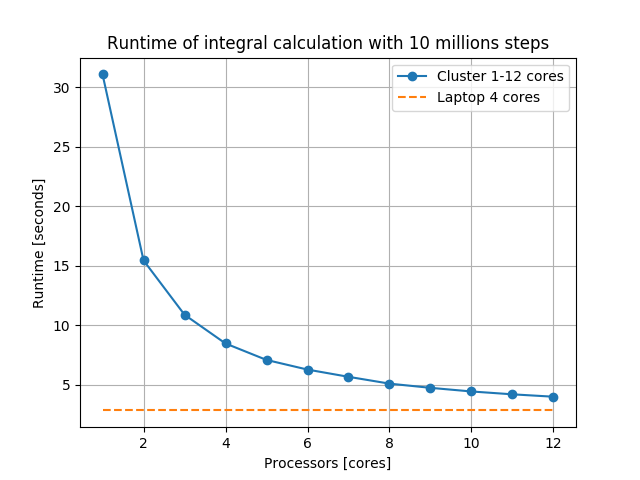 Runtime of integral calculation with 10 millions steps
Cluster 1-12 cores
Laptop 4 cores
Runtime [seconds]
30
25
20
15
10
5
2 4 6 8 10 12
Processors [cores]